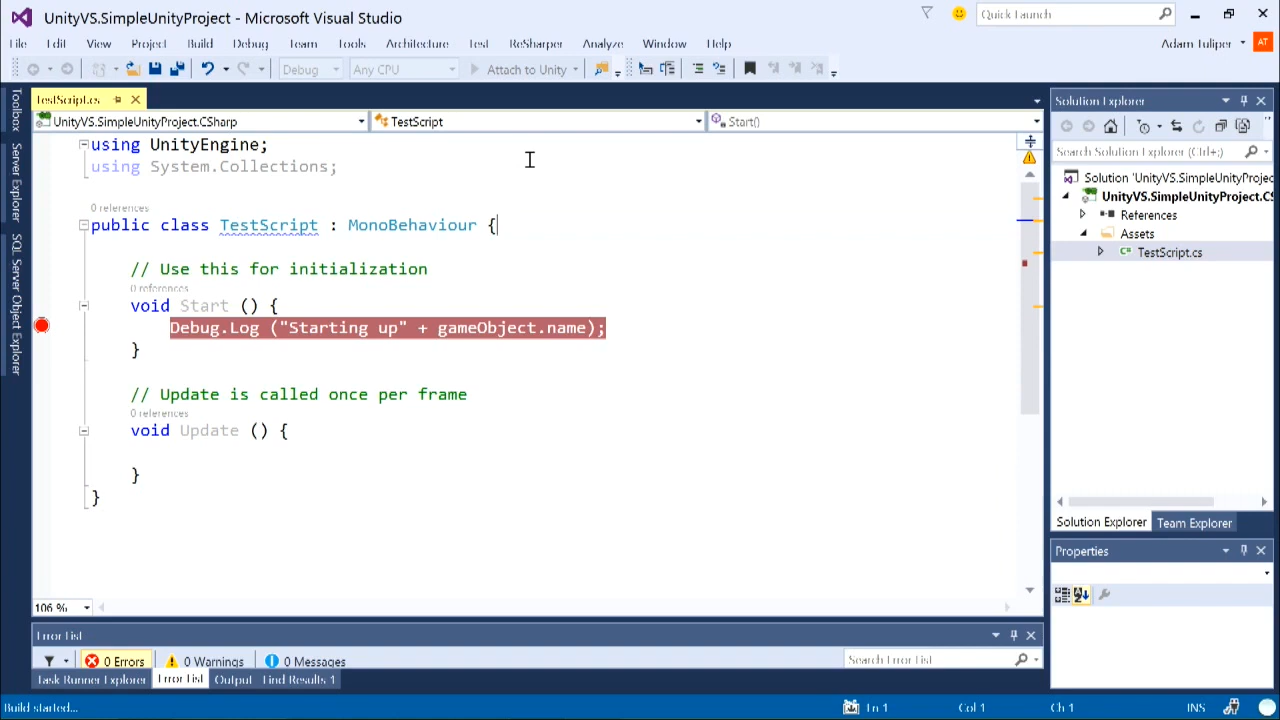 UnityVS.SimpleUnityProject - Microsoft Visual Studio
Quick Launch
File Edit View Project Build Debug Team Tools Architecture Test ReSharper Analyze Window Help
Adam Tuliper AT
Debug Any CPU Attach to Unity
TestScript.cs
UnityVS.SimpleUnityProject.CSharp TestScript Start()
Toolbox
Server Explorer
SQL Server Object Explorer
using UnityEngine;
using System.Collections;
0 references
public class TestScript : MonoBehaviour {
// Use this for initialization
0 references
void Start () {
Debug.Log ("Starting up" + gameObject.name);
}
// Update is called once per frame
0 references
void Update () {
}
}
106 %
Solution Explorer
Search Solution Explorer (Ctrl+;)
Solution 'UnityVS.SimpleUnityProjec
UnityVS.SimpleUnityProject.CS
References
Assets
C# TestScript.cs
Solution Explorer Team Explorer
Properties
Error List
0 Errors 0 Warnings 0 Messages
Search Error List
Task Runner Explorer Error List Output Find Results 1
Build started... Ln 1 Col 1 Ch 1 INS